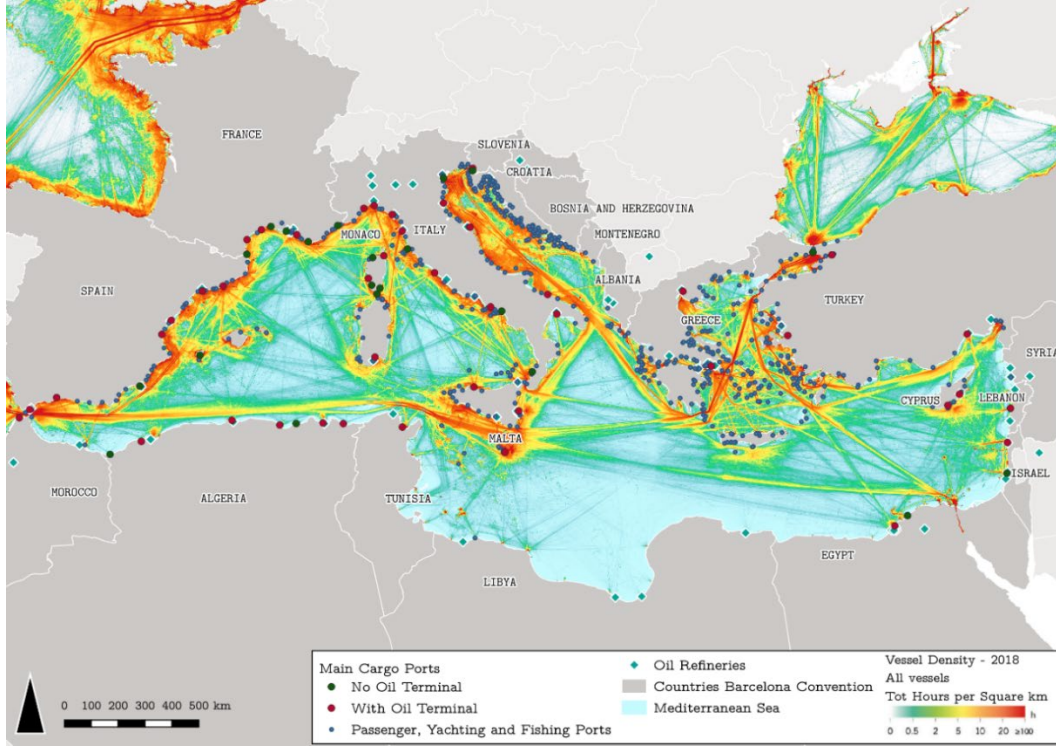 SLOVENIA
FRANCE
CROATIA
BOSNIA AND HERZEGOVINA
MONACO
ITALY
MONTENEGRO
ALBANIA
SPAIN
TURKEY
GREECE
SYRIA
CYPRUS
LEBANON
MALTA
ISRAEL
MOROCCO
ALGERIA
TUNISIA
EGYPT
LIBYA
Main Cargo Ports
No Oil Terminal
With Oil Terminal
Passenger, Yachting and Fishing Ports
Oil Refineries
Countries Barcelona Convention
Mediterranean Sea
Vessel Density - 2018
All vessels
Tot Hours per Square km
h
0 0.5 2 5 10 20 ≥100
0 100 200 300 400 500 km